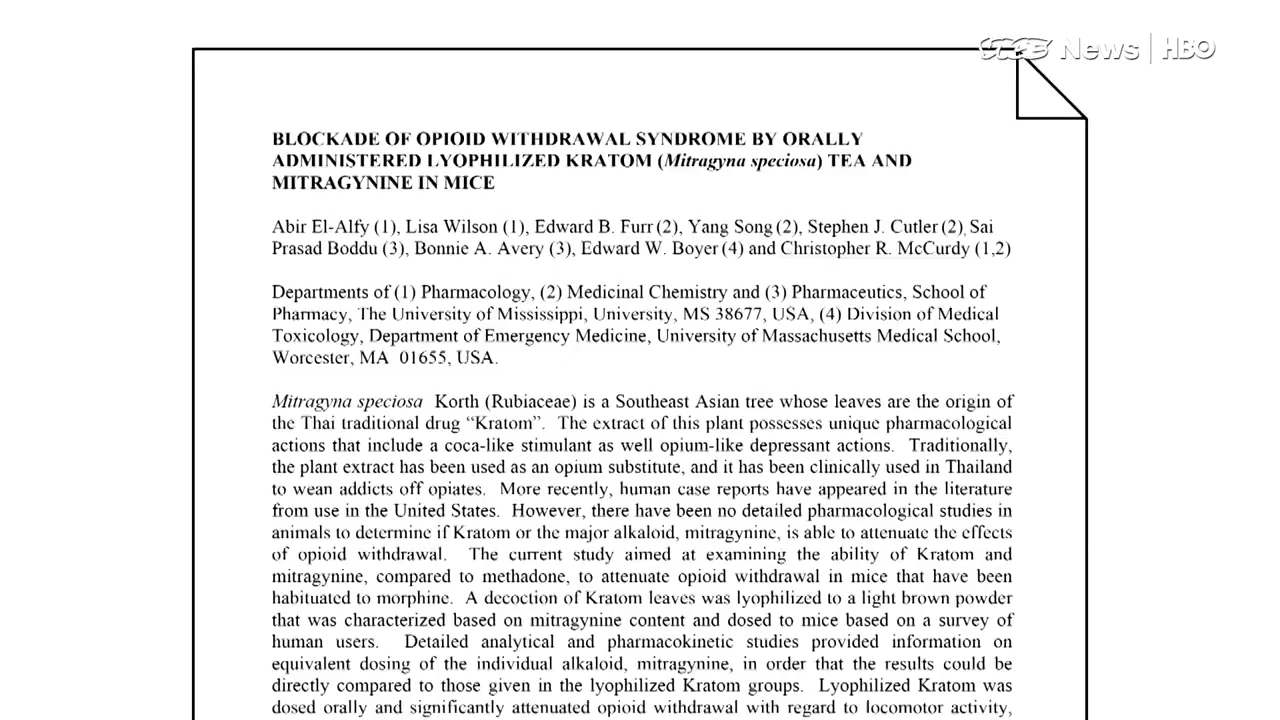 VICE News | HBO
BLOCKADE OF OPIOID WITHDRAWAL SYNDROME BY ORALLY
ADMINISTERED LYOPHILIZED KRATOM (Mitragyna speciosa) TEA AND
MITRAGYNINE IN MICE
Abir El-Alfy (1), Lisa Wilson (1), Edward B. Furr (2), Yang Song (2), Stephen J. Cutler (2), Sai
Prasad Boddu (3), Bonnie A. Avery (3), Edward W. Boyer (4) and Christopher R. McCurdy (1,2)
Departments of (1) Pharmacology, (2) Medicinal Chemistry and (3) Pharmaceutics, School of
Pharmacy, The University of Mississippi, University, MS 38677, USA, (4) Division of Medical
Toxicology, Department of Emergency Medicine, University of Massachusetts Medical School,
Worcester, MA 01655, USA.
Mitragyna speciosa Korth (Rubiaceae) is a Southeast Asian tree whose leaves are the origin of
the Thai traditional drug “Kratom”. The extract of this plant possesses unique pharmacological
actions that include a coca-like stimulant as well opium-like depressant actions. Traditionally,
the plant extract has been used as an opium substitute, and it has been clinically used in Thailand
to wean addicts off opiates. More recently, human case reports have appeared in the literature
from use in the United States. However, there have been no detailed pharmacological studies in
animals to determine if Kratom or the major alkaloid, mitragynine, is able to attenuate the effects
of opioid withdrawal. The current study aimed at examining the ability of Kratom and
mitragynine, compared to methadone, to attenuate opioid withdrawal in mice that have been
habituated to morphine. A decoction of Kratom leaves was lyophilized to a light brown powder
that was characterized based on mitragynine content and dosed to mice based on a survey of
human users. Detailed analytical and pharmacokinetic studies provided information on
equivalent dosing of the individual alkaloid, mitragynine, in order that the results could be
directly compared to those given in the lyophilized Kratom groups. Lyophilized Kratom was
dosed orally and significantly attenuated opioid withdrawal with regard to locomotor activity,